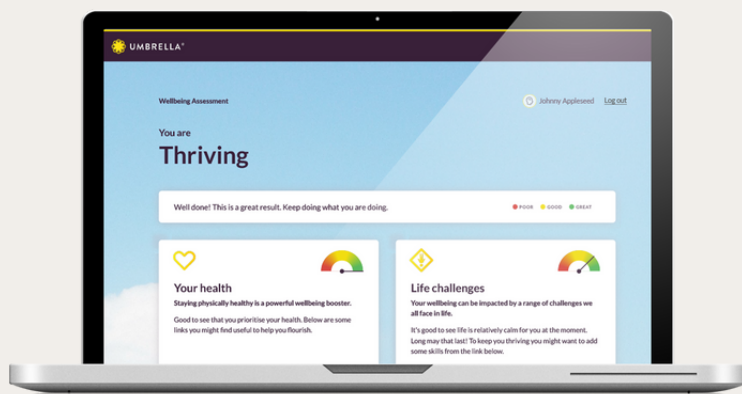 UMBRELLA®
Wellbeing Assessment
Johnny Appleseed Log out
You are
Thriving
Well done! This is a great result. Keep doing what you are doing.
POOR GOOD GREAT
Your health
Staying physically healthy is a powerful wellbeing booster.
Good to see that you prioritise your health. Below are some
links you might find useful to help you flourish.
Life challenges
Your wellbeing can be impacted by a range of challenges we
all face in life.
It's good to see life is relatively calm for you at the moment.
Long may that last! To keep you thriving you might want to add
some skills from the link below.